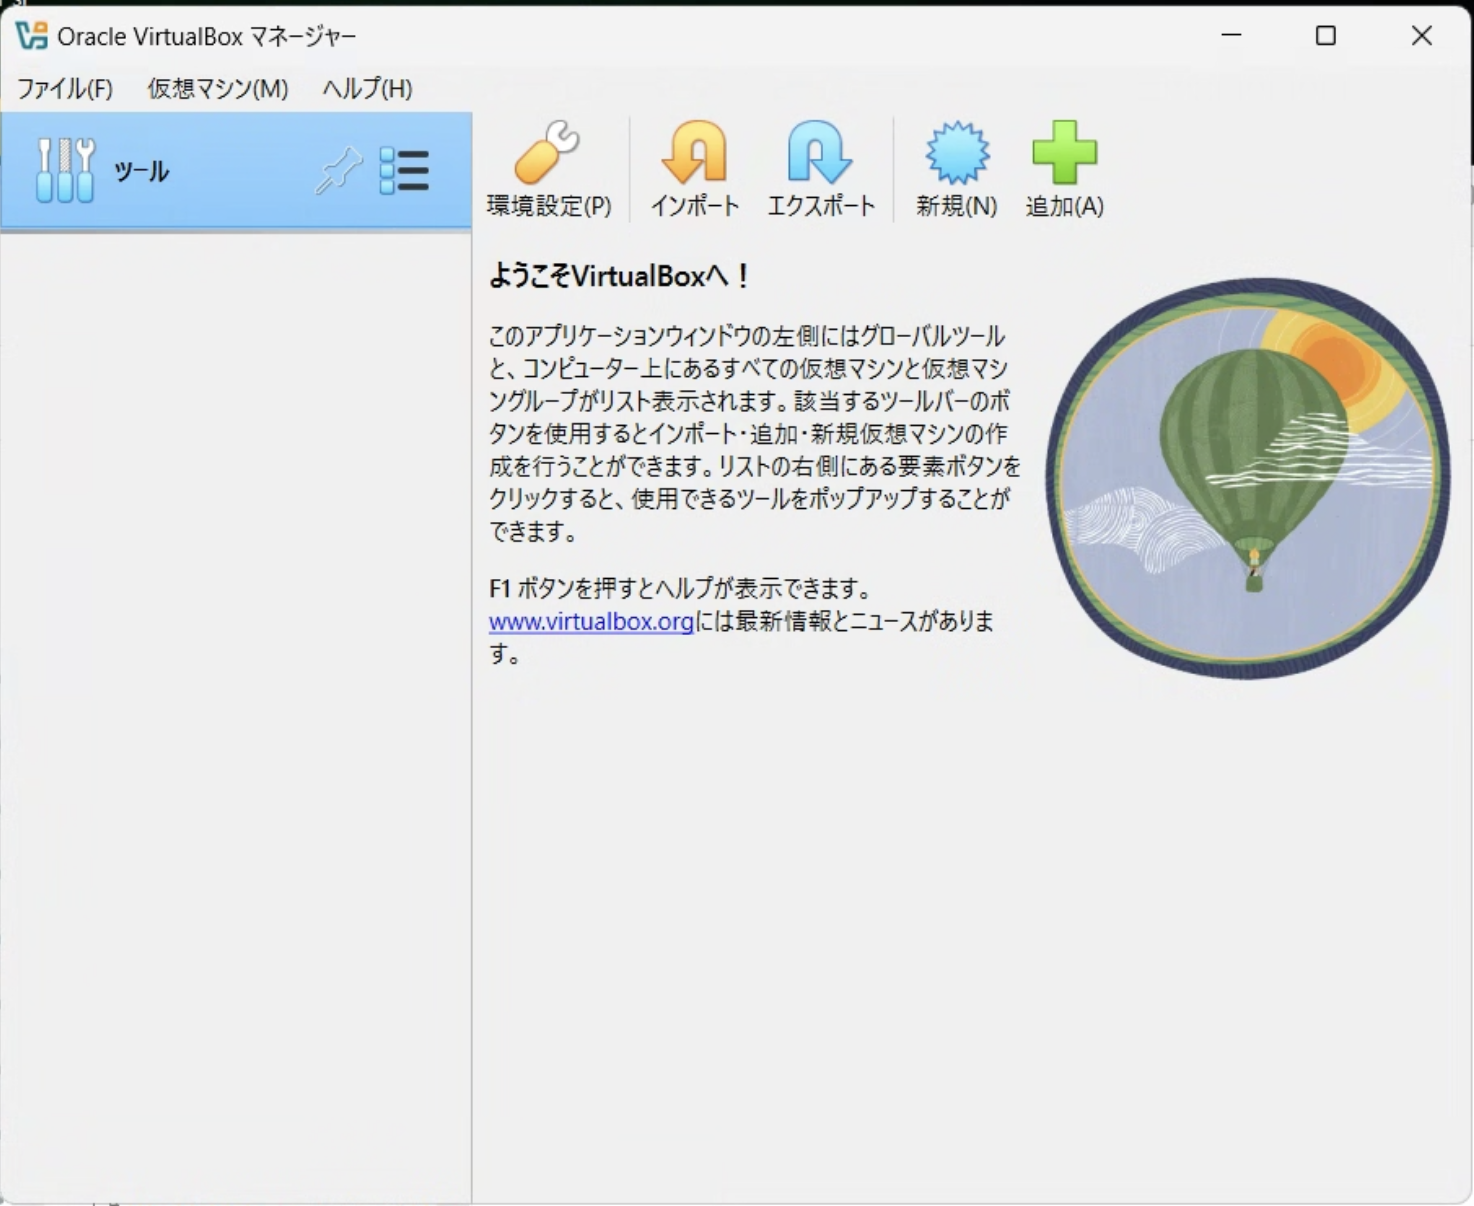 Oracle VirtualBox マネージャー
ファイル(F) 仮想マシン(M) ヘルプ(H)
ツール
環境設定(P) インポート エクスポート 新規(N) 追加(A)
ようこそVirtualBoxへ！
このアプリケーションウィンドウの左側にはグローバルツール
と、コンピューター上にあるすべての仮想マシンと仮想マシ
ングループがリスト表示されます。該当するツールバーのボ
タンを使用するとインポート・追加・新規仮想マシンの作
成を行うことができます。リストの右側にある要素ボタンを
クリックすると、使用できるツールをポップアップすることが
できます。
F1 ボタンを押すとヘルプが表示できます。
www.virtualbox.orgには最新情報とニュースがありま
す。